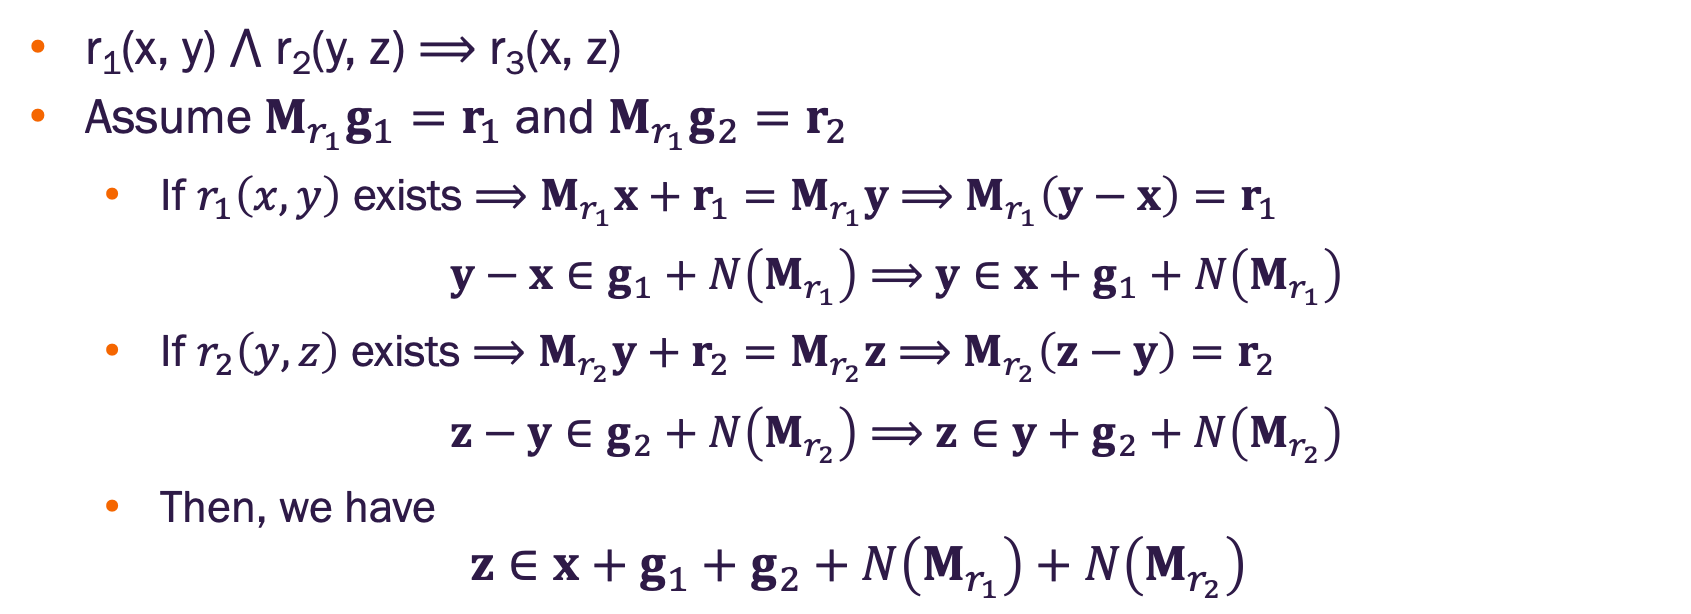 • r₁(x, y) ⋀ r₂(y, z) ⟹ r₃(x, z)
• Assume 𝐌_{r₁}𝐠₁ = 𝐫₁ and 𝐌_{r₁}𝐠₂ = 𝐫₂
• If r₁(x, y) exists ⟹ 𝐌_{r₁}𝐱 + 𝐫₁ = 𝐌_{r₁}𝐲 ⟹ 𝐌_{r₁}(𝐲 − 𝐱) = 𝐫₁
𝐲 − 𝐱 ∈ 𝐠₁ + N(𝐌_{r₁}) ⟹ 𝐲 ∈ 𝐱 + 𝐠₁ + N(𝐌_{r₁})
• If r₂(y, z) exists ⟹ 𝐌_{r₂}𝐲 + 𝐫₂ = 𝐌_{r₂}𝐳 ⟹ 𝐌_{r₂}(𝐳 − 𝐲) = 𝐫₂
𝐳 − 𝐲 ∈ 𝐠₂ + N(𝐌_{r₂}) ⟹ 𝐳 ∈ 𝐲 + 𝐠₂ + N(𝐌_{r₂})
• Then, we have
𝐳 ∈ 𝐱 + 𝐠₁ + 𝐠₂ + N(𝐌_{r₁}) + N(𝐌_{r₂})